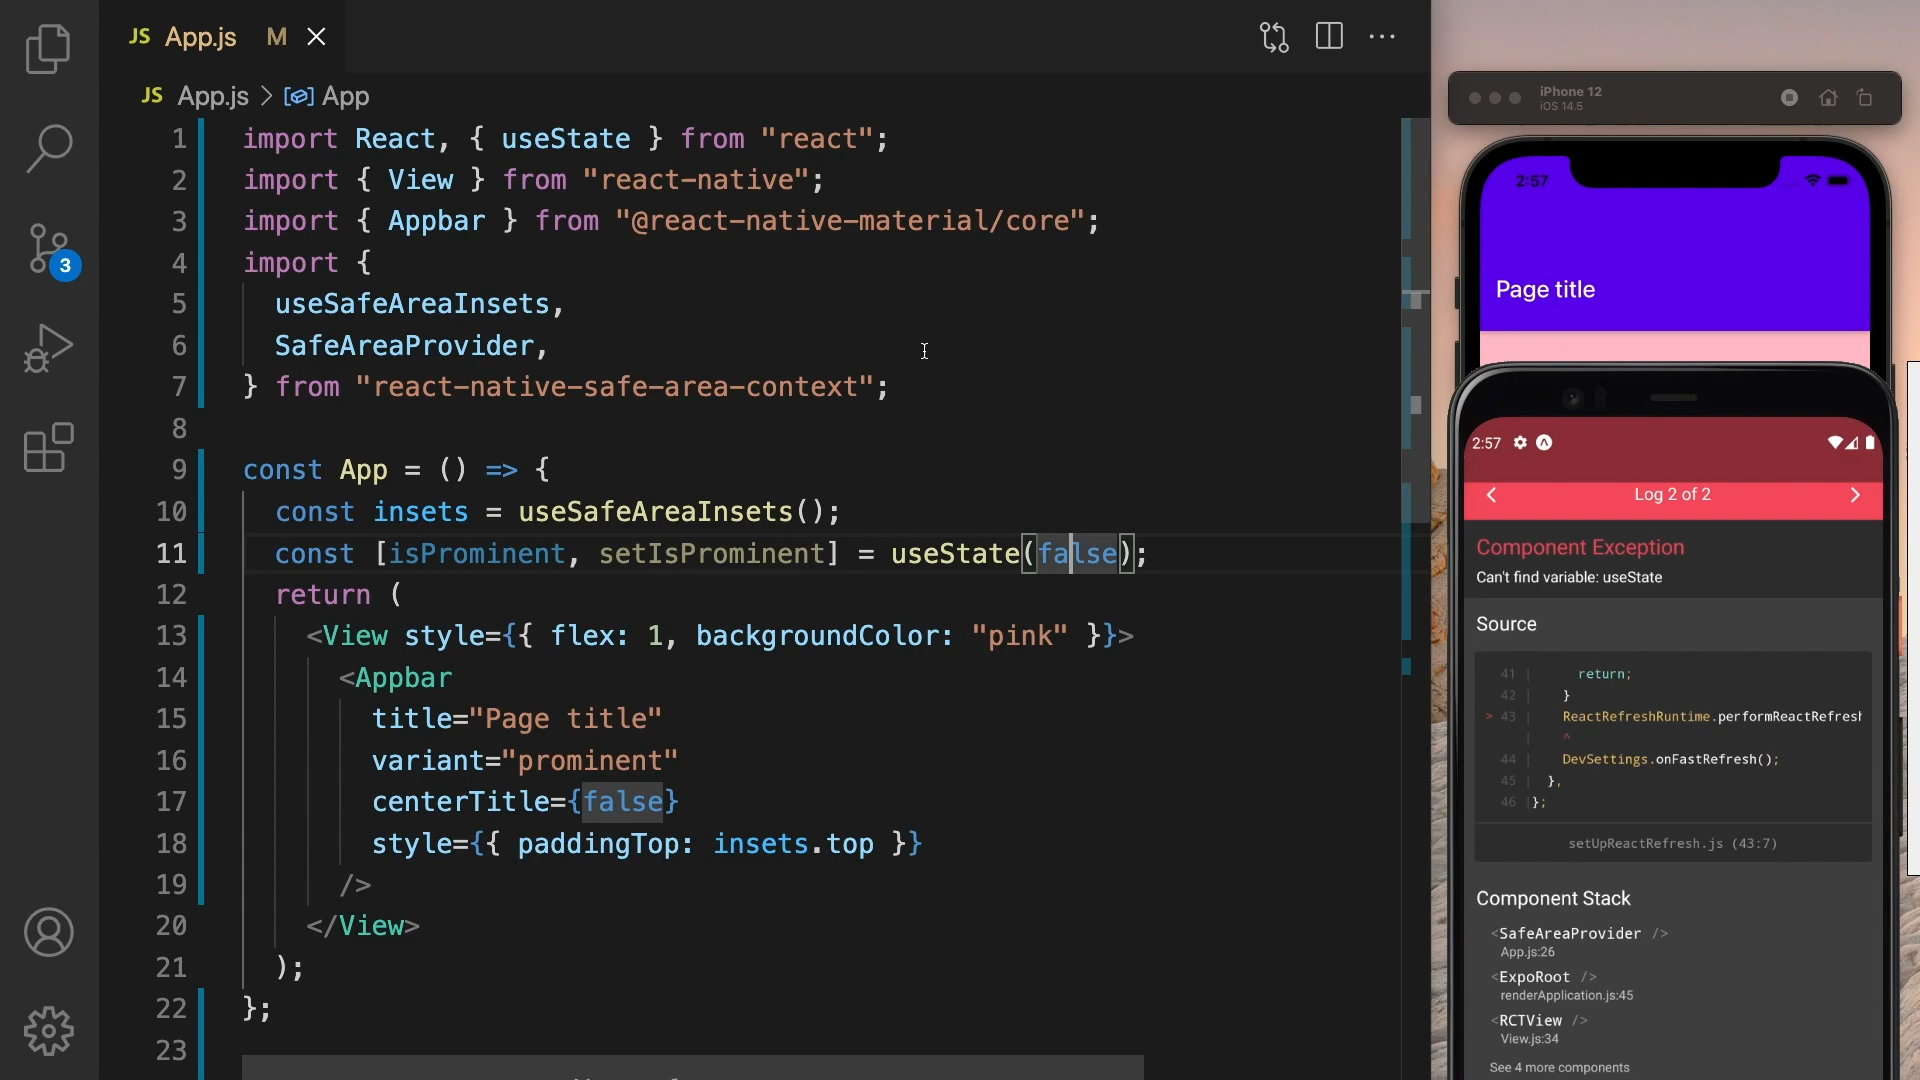 JS App.js M
JS App.js > App
1 import React, { useState } from "react";
2 import { View } from "react-native";
3 import { Appbar } from "@react-native-material/core";
4 import {
5 useSafeAreaInsets,
6 SafeAreaProvider,
7 } from "react-native-safe-area-context";
8
9 const App = () => {
10 const insets = useSafeAreaInsets();
11 const [isProminent, setIsProminent] = useState(false);
12 return (
13 <View style={{ flex: 1, backgroundColor: "pink" }}>
14 <Appbar
15 title="Page title"
16 variant="prominent"
17 centerTitle={false}
18 style={{ paddingTop: insets.top }}
19 />
20 </View>
21 );
22 };
23
3
iPhone 12
iOS 14.5
2:57
Page title
2:57
Log 2 of 2
Component Exception
Can't find variable: useState
Source
41 | return;
42 | }
> 43 | ReactRefreshRuntime.performReactRefresh
| ^
44 | DevSettings.onFastRefresh();
45 | },
46 | };
setUpReactRefresh.js (43:7)
Component Stack
<SafeAreaProvider />
App.js:26
<ExpoRoot />
renderApplication.js:45
<RCTView />
View.js:34
See 4 more components